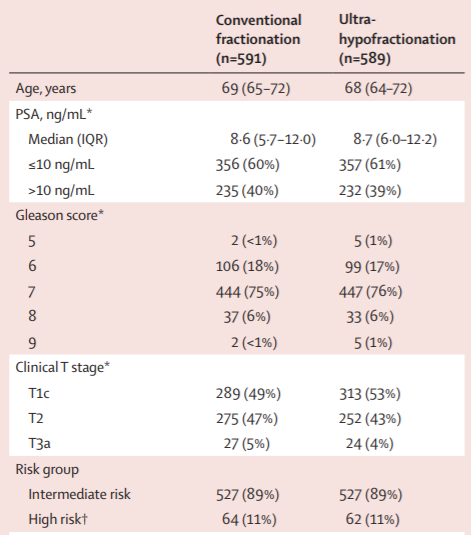 Conventional fractionation (n=591) Ultra-hypofractionation (n=589)
Age, years 69 (65–72) 68 (64–72)
PSA, ng/mL*
Median (IQR) 8·6 (5·7–12·0) 8·7 (6·0–12·2)
≤10 ng/mL 356 (60%) 357 (61%)
>10 ng/mL 235 (40%) 232 (39%)
Gleason score*
5 2 (<1%) 5 (1%)
6 106 (18%) 99 (17%)
7 444 (75%) 447 (76%)
8 37 (6%) 33 (6%)
9 2 (<1%) 5 (1%)
Clinical T stage*
T1c 289 (49%) 313 (53%)
T2 275 (47%) 252 (43%)
T3a 27 (5%) 24 (4%)
Risk group
Intermediate risk 527 (89%) 527 (89%)
High risk† 64 (11%) 62 (11%)